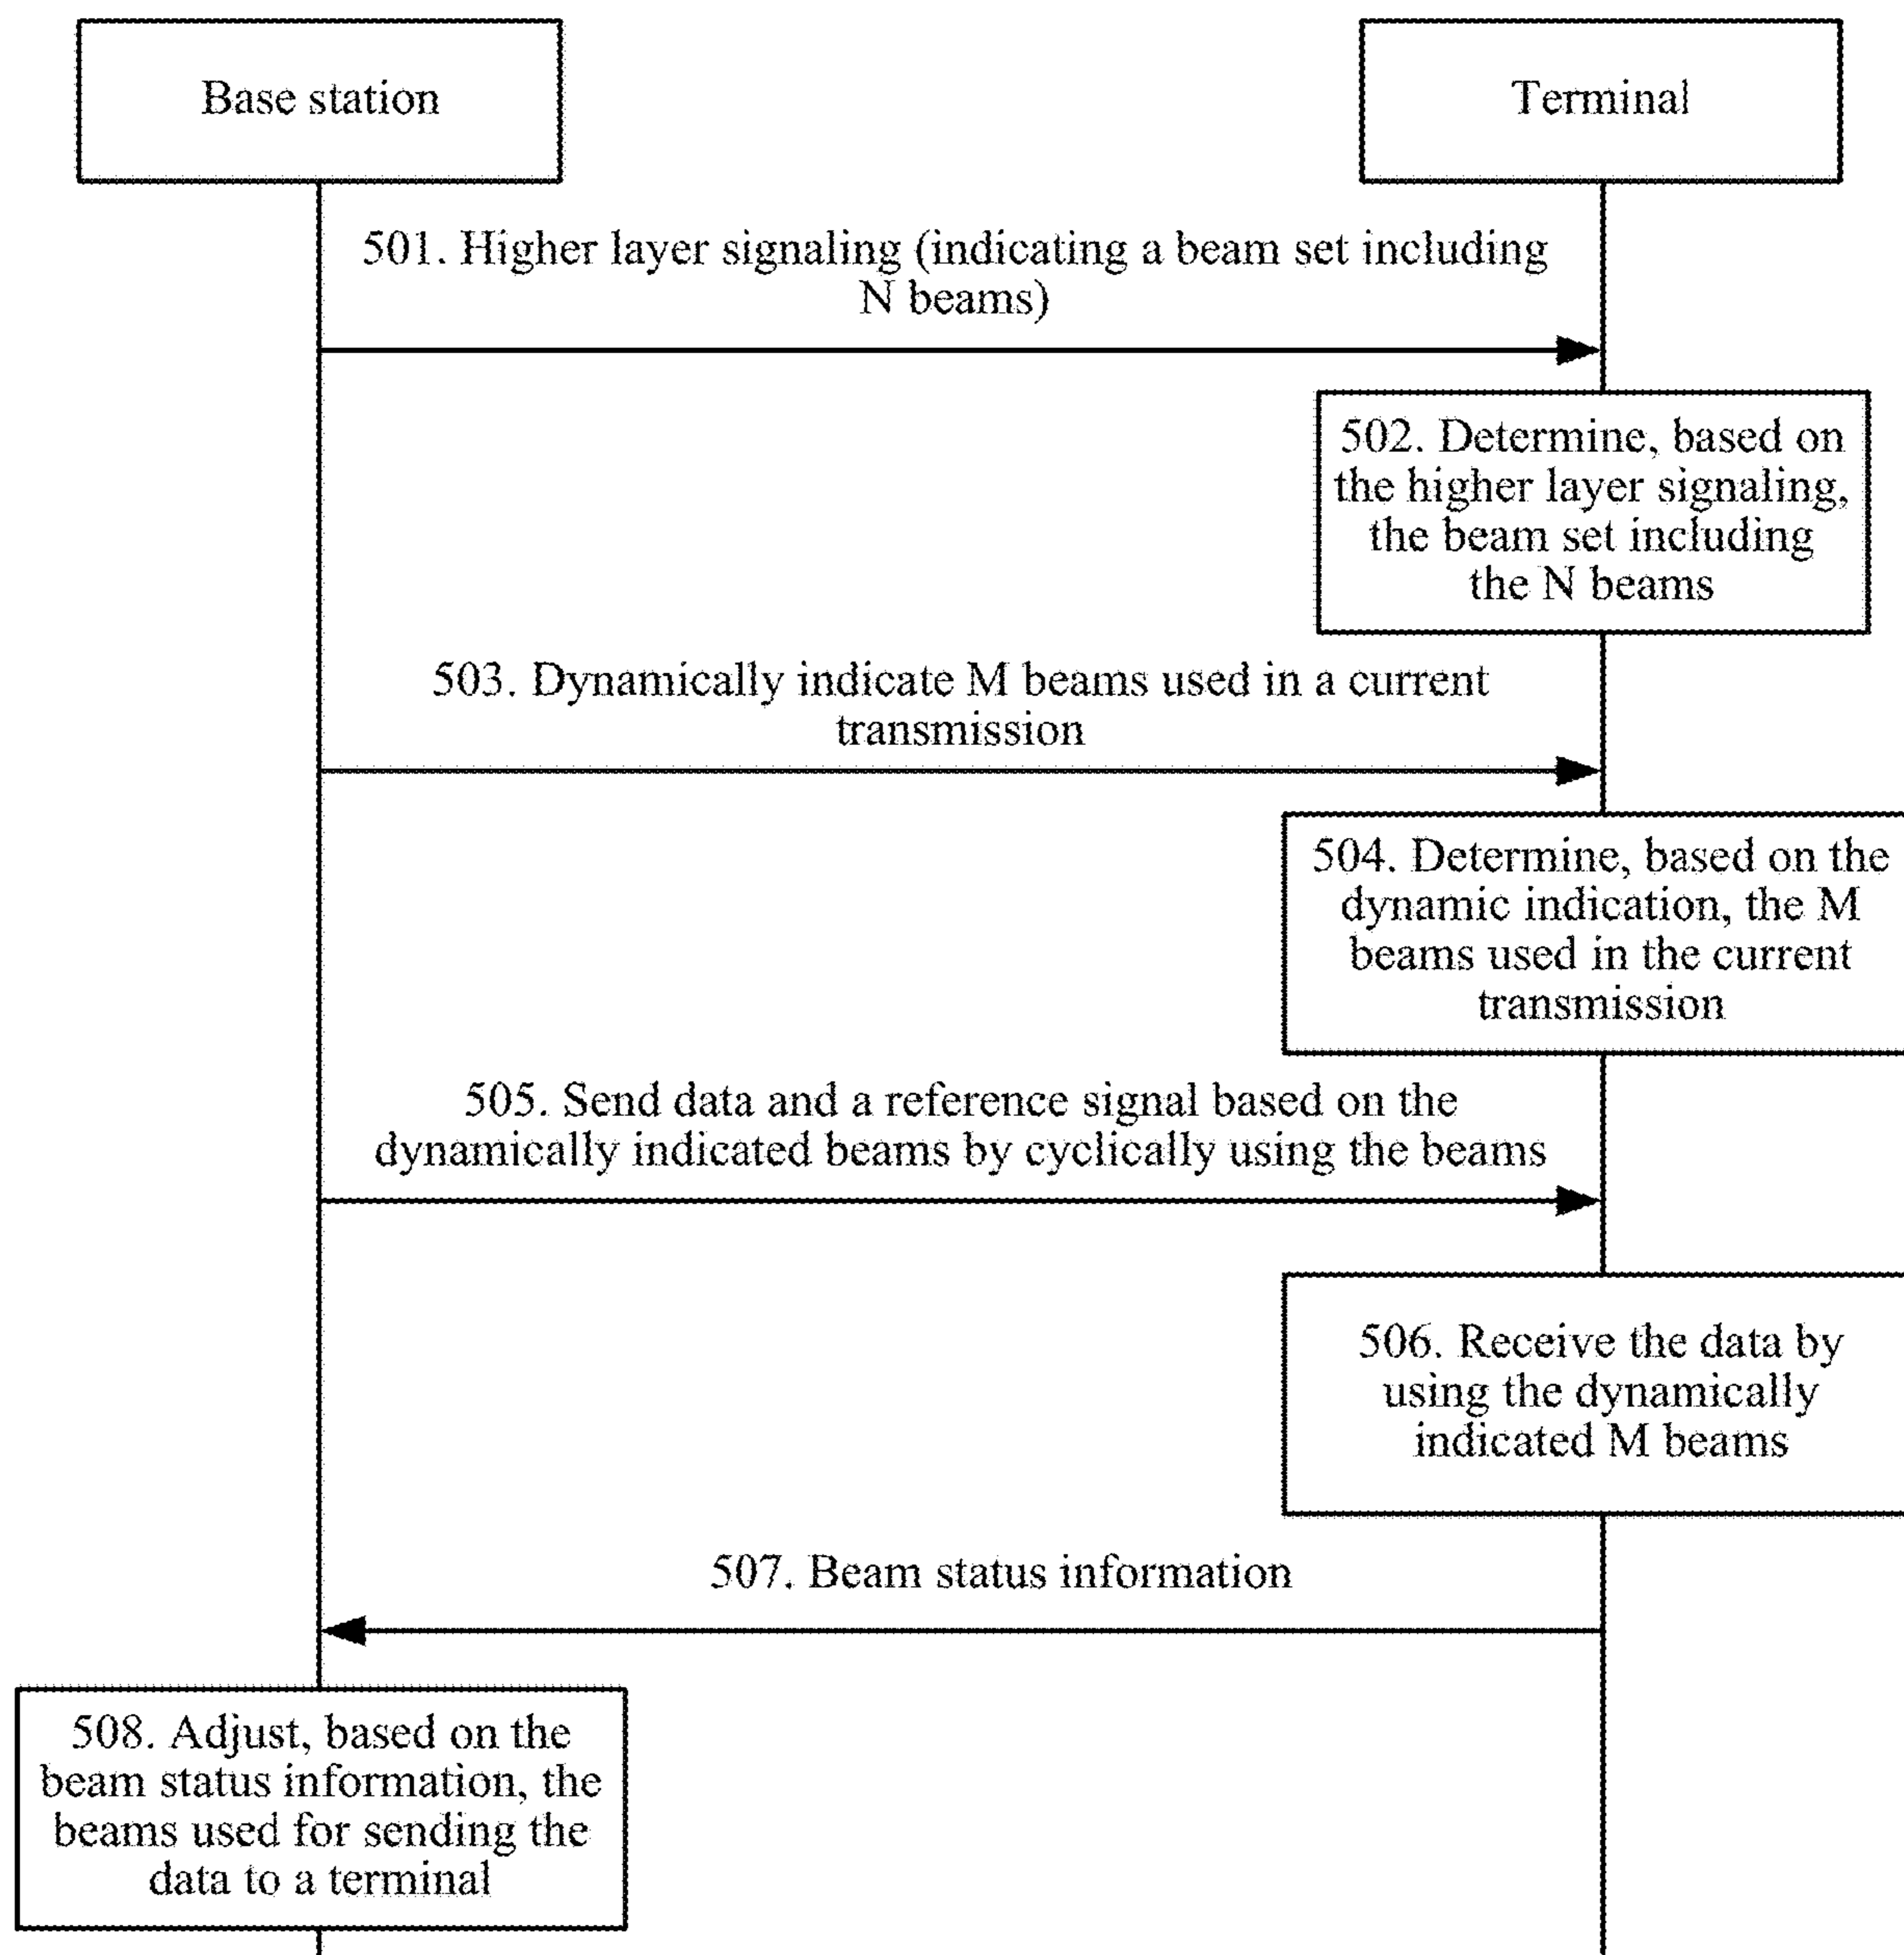 Base station
Terminal
501. Higher layer signaling (indicating a beam set including
N beams)
502. Determine, based on
the higher layer signaling,
the beam set including
the N beams
503. Dynamically indicate M beams used in a current
transmission
504. Determine, based on the
dynamic indication, the M
beams used in the current
transmission
505. Send data and a reference signal based on the
dynamically indicated beams by cyclically using the beams
506. Receive the data by
using the dynamically
indicated M beams
507. Beam status information
508. Adjust, based on the
beam status information, the
beams used for sending the
data to a terminal